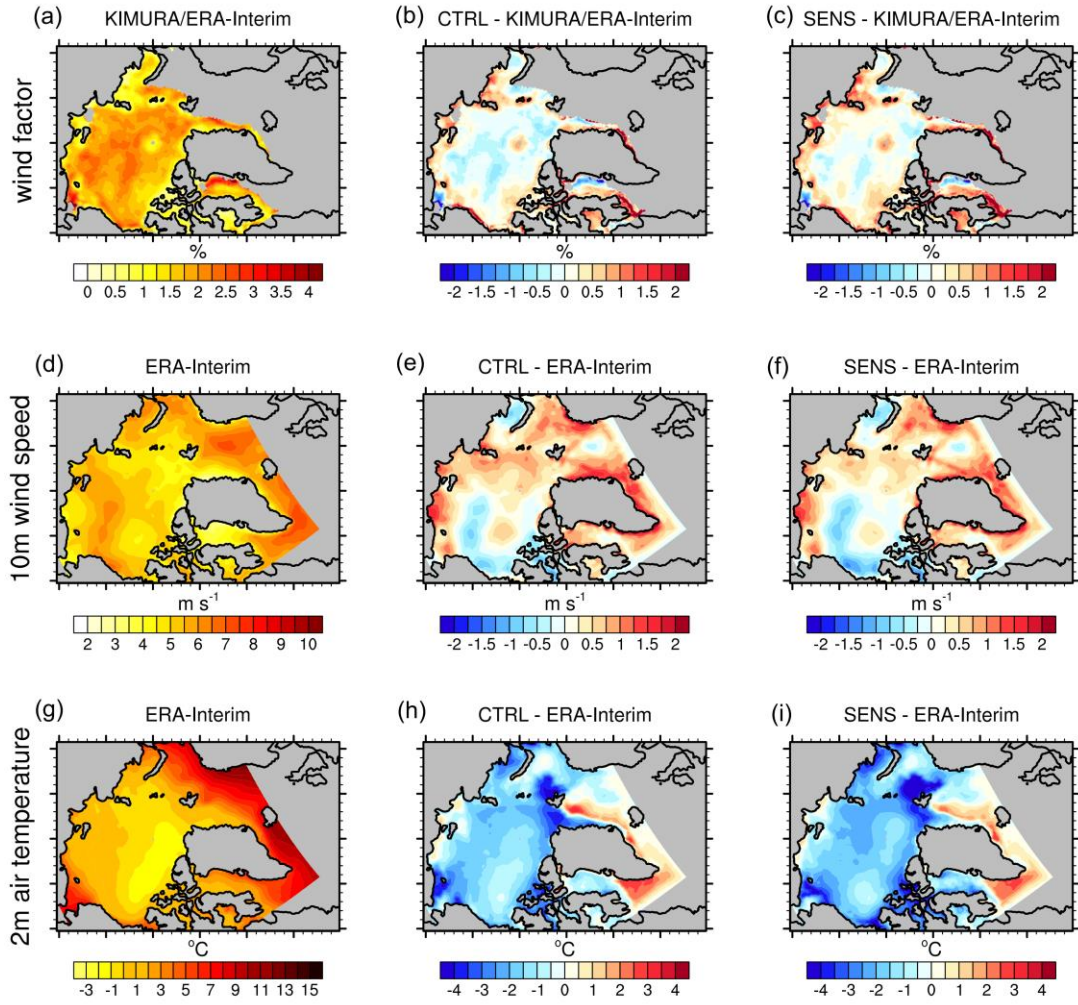 (a) KIMURA/ERA-Interim (b) CTRL - KIMURA/ERA-Interim (c) SENS - KIMURA/ERA-Interim
wind factor
% % %
0 0.5 1 1.5 2 2.5 3 3.5 4 -2 -1.5 -1 -0.5 0 0.5 1 1.5 2 -2 -1.5 -1 -0.5 0 0.5 1 1.5 2
(d) ERA-Interim (e) CTRL - ERA-Interim (f) SENS - ERA-Interim
10m wind speed
m s⁻¹ m s⁻¹ m s⁻¹
2 3 4 5 6 7 8 9 10 -2 -1.5 -1 -0.5 0 0.5 1 1.5 2 -2 -1.5 -1 -0.5 0 0.5 1 1.5 2
(g) ERA-Interim (h) CTRL - ERA-Interim (i) SENS - ERA-Interim
2m air temperature
°C °C °C
-3 -1 1 3 5 7 9 11 13 15 -4 -3 -2 -1 0 1 2 3 4 -4 -3 -2 -1 0 1 2 3 4